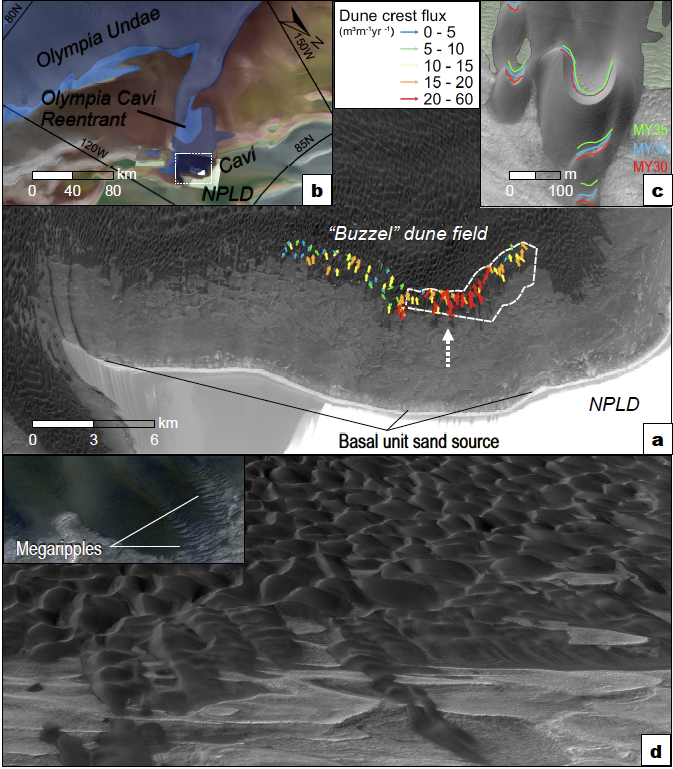 80N
Olympia Undae
N
150W
Olympia Cavi
Reentrant
120W
Cavi
85N
km
NPLD
0 40 80
b
Dune crest flux
(m³m⁻¹yr ⁻¹)
0 - 5
5 - 10
10 - 15
15 - 20
20 - 60
MY35
MY30
m
0 100
c
“Buzzel” dune field
NPLD
km
0 3 6
Basal unit sand source
a
Megaripples
d